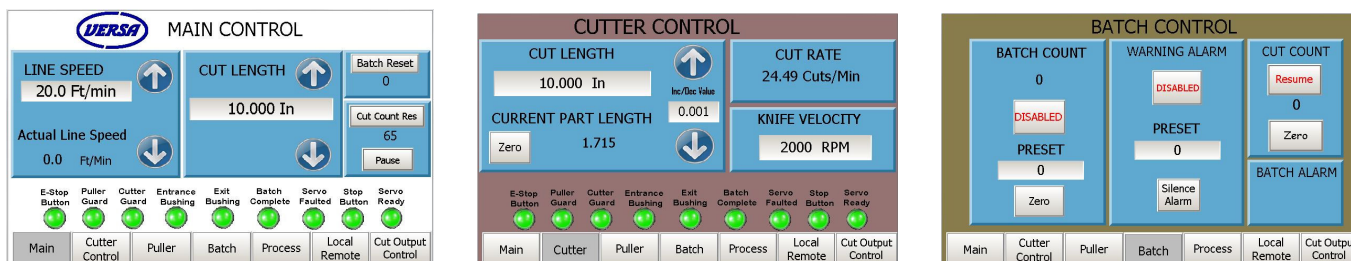 VERSA MAIN CONTROL
LINE SPEED
20.0 Ft/min
Actual Line Speed
0.0 Ft/Min
CUT LENGTH
10.000 In
Batch Reset
0
Cut Count Res
65
Pause
E-Stop Button
Puller Guard
Cutter Guard
Entrance Bushing
Exit Bushing
Batch Complete
Servo Faulted
Stop Button
Servo Ready
Main
Cutter Control
Puller
Batch
Process
Local Remote
Cut Output Control
CUTTER CONTROL
CUT LENGTH
10.000 In
Inc/Dec Value
0.001
CURRENT PART LENGTH
Zero
1.715
CUT RATE
24.49 Cuts/Min
KNIFE VELOCITY
2000 RPM
E-Stop Button
Puller Guard
Cutter Guard
Entrance Bushing
Exit Bushing
Batch Complete
Servo Faulted
Stop Button
Servo Ready
Main
Cutter
Puller
Batch
Process
Local Remote
Cut Output Control
BATCH CONTROL
BATCH COUNT
0
DISABLED
PRESET
0
Zero
WARNING ALARM
DISABLED
PRESET
0
Silence Alarm
CUT COUNT
Resume
0
Zero
BATCH ALARM
Main
Cutter Control
Puller
Batch
Process
Local Remote
Cut Outpu
Control